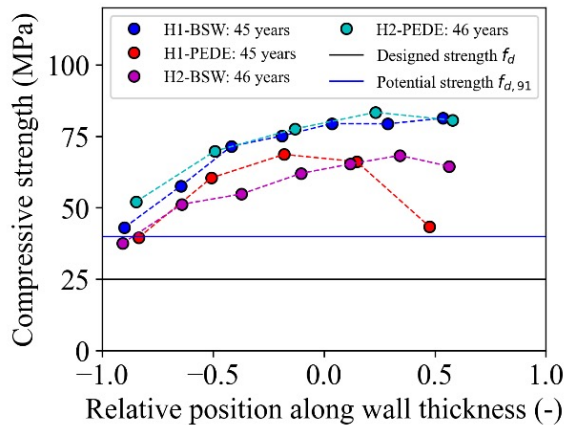 H1-BSW: 45 years
H1-PEDE: 45 years
H2-BSW: 46 years
H2-PEDE: 46 years
Designed strength f_d
Potential strength f_{d,91}
Compressive strength (MPa)
100
75
50
25
0
−1.0 −0.5 0.0 0.5 1.0
Relative position along wall thickness (-)